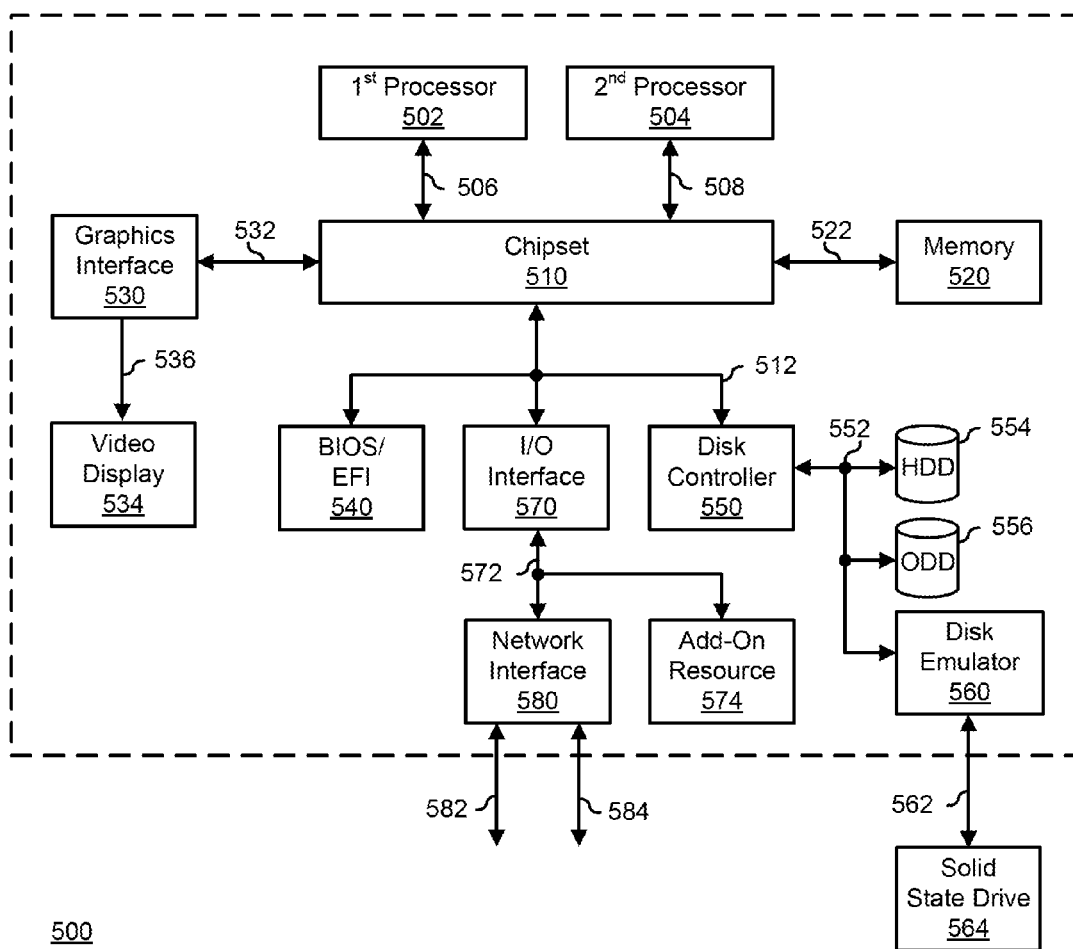 1st Processor
502
2nd Processor
504
506
508
Graphics
Interface
530
532
Chipset
510
522
Memory
520
536
512
Video
Display
534
BIOS/
EFI
540
I/O
Interface
570
Disk
Controller
550
552
HDD
554
ODD
556
572
Network
Interface
580
Add-On
Resource
574
Disk
Emulator
560
582
584
562
Solid
State Drive
564
500